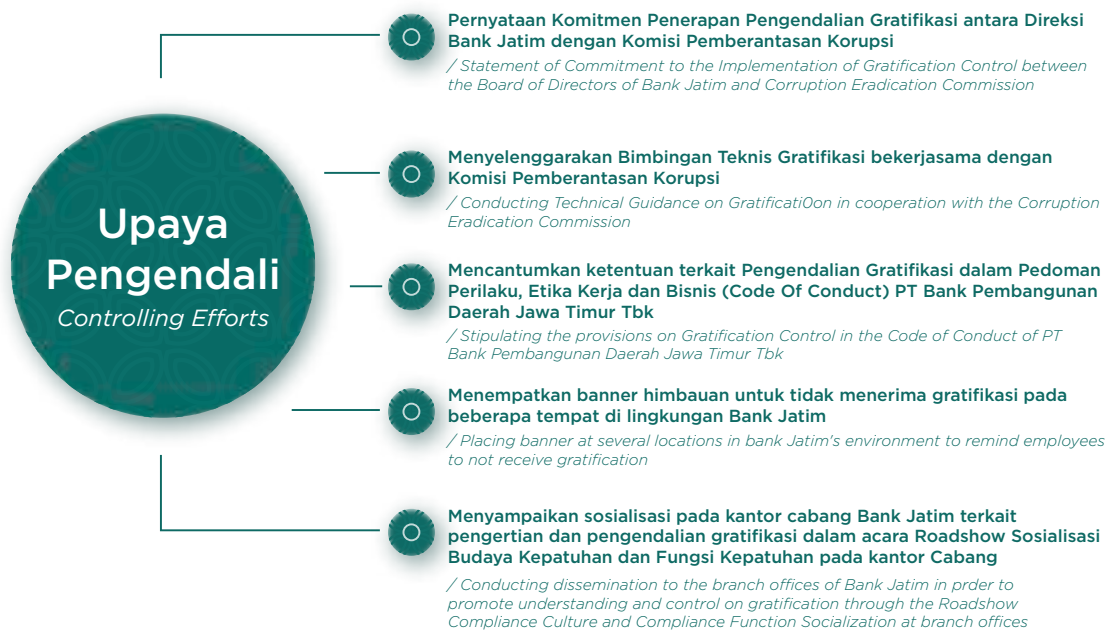 Upaya
Pengendali
Controlling Efforts
Pernyataan Komitmen Penerapan Pengendalian Gratifikasi antara Direksi
Bank Jatim dengan Komisi Pemberantasan Korupsi
/ Statement of Commitment to the Implementation of Gratification Control between
the Board of Directors of Bank Jatim and Corruption Eradication Commission
Menyelenggarakan Bimbingan Teknis Gratifikasi bekerjasama dengan
Komisi Pemberantasan Korupsi
/ Conducting Technical Guidance on Gratificati0on in cooperation with the Corruption
Eradication Commission
Mencantumkan ketentuan terkait Pengendalian Gratifikasi dalam Pedoman
Perilaku, Etika Kerja dan Bisnis (Code Of Conduct) PT Bank Pembangunan
Daerah Jawa Timur Tbk
/ Stipulating the provisions on Gratification Control in the Code of Conduct of PT
Bank Pembangunan Daerah Jawa Timur Tbk
Menempatkan banner himbauan untuk tidak menerima gratifikasi pada
beberapa tempat di lingkungan Bank Jatim
/ Placing banner at several locations in bank Jatim's environment to remind employees
to not receive gratification
Menyampaikan sosialisasi pada kantor cabang Bank Jatim terkait
pengertian dan pengendalian gratifikasi dalam acara Roadshow Sosialisasi
Budaya Kepatuhan dan Fungsi Kepatuhan pada kantor Cabang
/ Conducting dissemination to the branch offices of Bank Jatim in prder to
promote understanding and control on gratification through the Roadshow
Compliance Culture and Compliance Function Socialization at branch offices